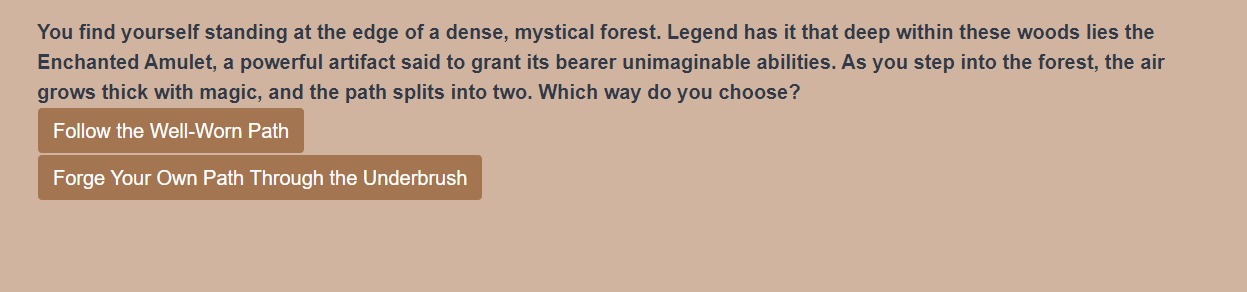 You find yourself standing at the edge of a dense, mystical forest. Legend has it that deep within these woods lies the
Enchanted Amulet, a powerful artifact said to grant its bearer unimaginable abilities. As you step into the forest, the air
grows thick with magic, and the path splits into two. Which way do you choose?
Follow the Well-Worn Path
Forge Your Own Path Through the Underbrush